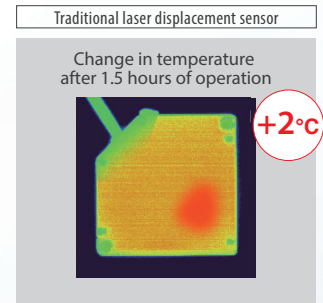 Traditional laser displacement sensor
Change in temperature
after 1.5 hours of operation
+2°C